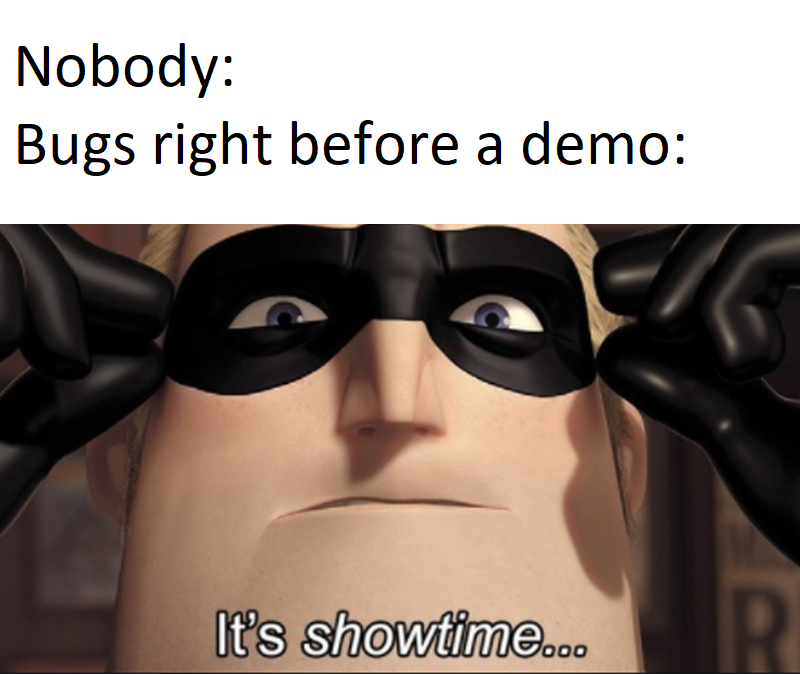 Nobody:
Bugs right before a demo:
It's showtime...
R